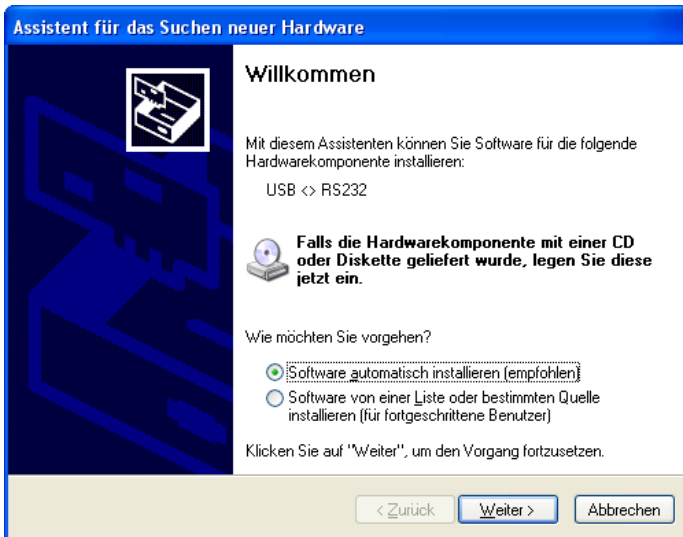 Assistent für das Suchen neuer Hardware
Willkommen
Mit diesem Assistenten können Sie Software für die folgende
Hardwarekomponente installieren:
USB <> RS232
Falls die Hardwarekomponente mit einer CD
oder Diskette geliefert wurde, legen Sie diese
jetzt ein.
Wie möchten Sie vorgehen?
Software automatisch installieren (empfohlen)
Software von einer Liste oder bestimmten Quelle
installieren (für fortgeschrittene Benutzer)
Klicken Sie auf "Weiter", um den Vorgang fortzusetzen.
< Zurück Weiter > Abbrechen